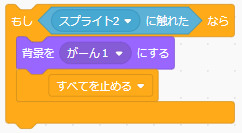 もし スプライト2 に触れた なら
背景を がーん1 にする
すべてを止める